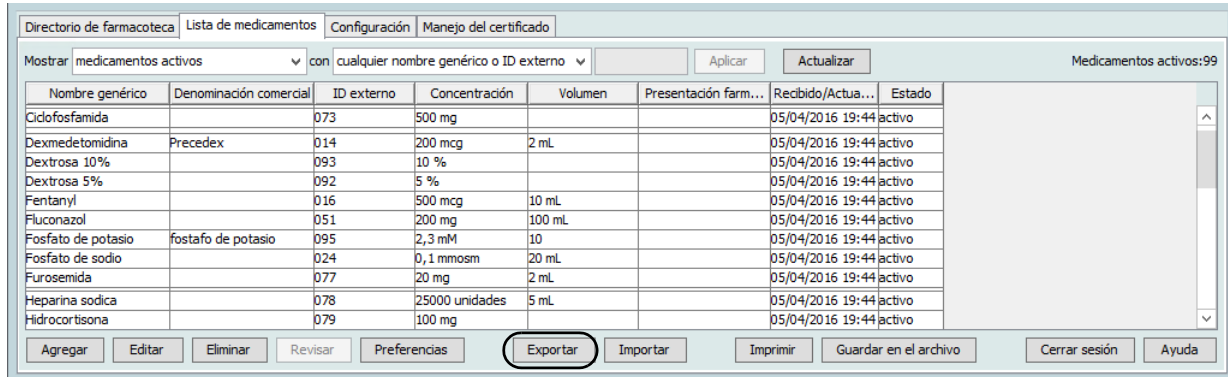 Directorio de farmacoteca Lista de medicamentos Configuración Manejo del certificado
Mostrar medicamentos activos con cualquier nombre genérico o ID externo Aplicar Actualizar Medicamentos activos:99
Nombre genérico Denominación comercial ID externo Concentración Volumen Presentación farm... Recibido/Actua... Estado
Ciclofosfamida 073 500 mg 05/04/2016 19:44 activo
Dexmedetomidina Precedex 014 200 mcg 2 mL 05/04/2016 19:44 activo
Dextrosa 10% 093 10 % 05/04/2016 19:44 activo
Dextrosa 5% 092 5 % 05/04/2016 19:44 activo
Fentanyl 016 500 mcg 10 mL 05/04/2016 19:44 activo
Fluconazol 051 200 mg 100 mL 05/04/2016 19:44 activo
Fosfato de potasio fostafo de potasio 095 2,3 mM 10 05/04/2016 19:44 activo
Fosfato de sodio 024 0,1 mmosm 20 mL 05/04/2016 19:44 activo
Furosemida 077 20 mg 2 mL 05/04/2016 19:44 activo
Heparina sodica 078 25000 unidades 5 mL 05/04/2016 19:44 activo
Hidrocortisona 079 100 mg 05/04/2016 19:44 activo
Agregar Editar Eliminar Revisar Preferencias Exportar Importar Imprimir Guardar en el archivo Cerrar sesión Ayuda